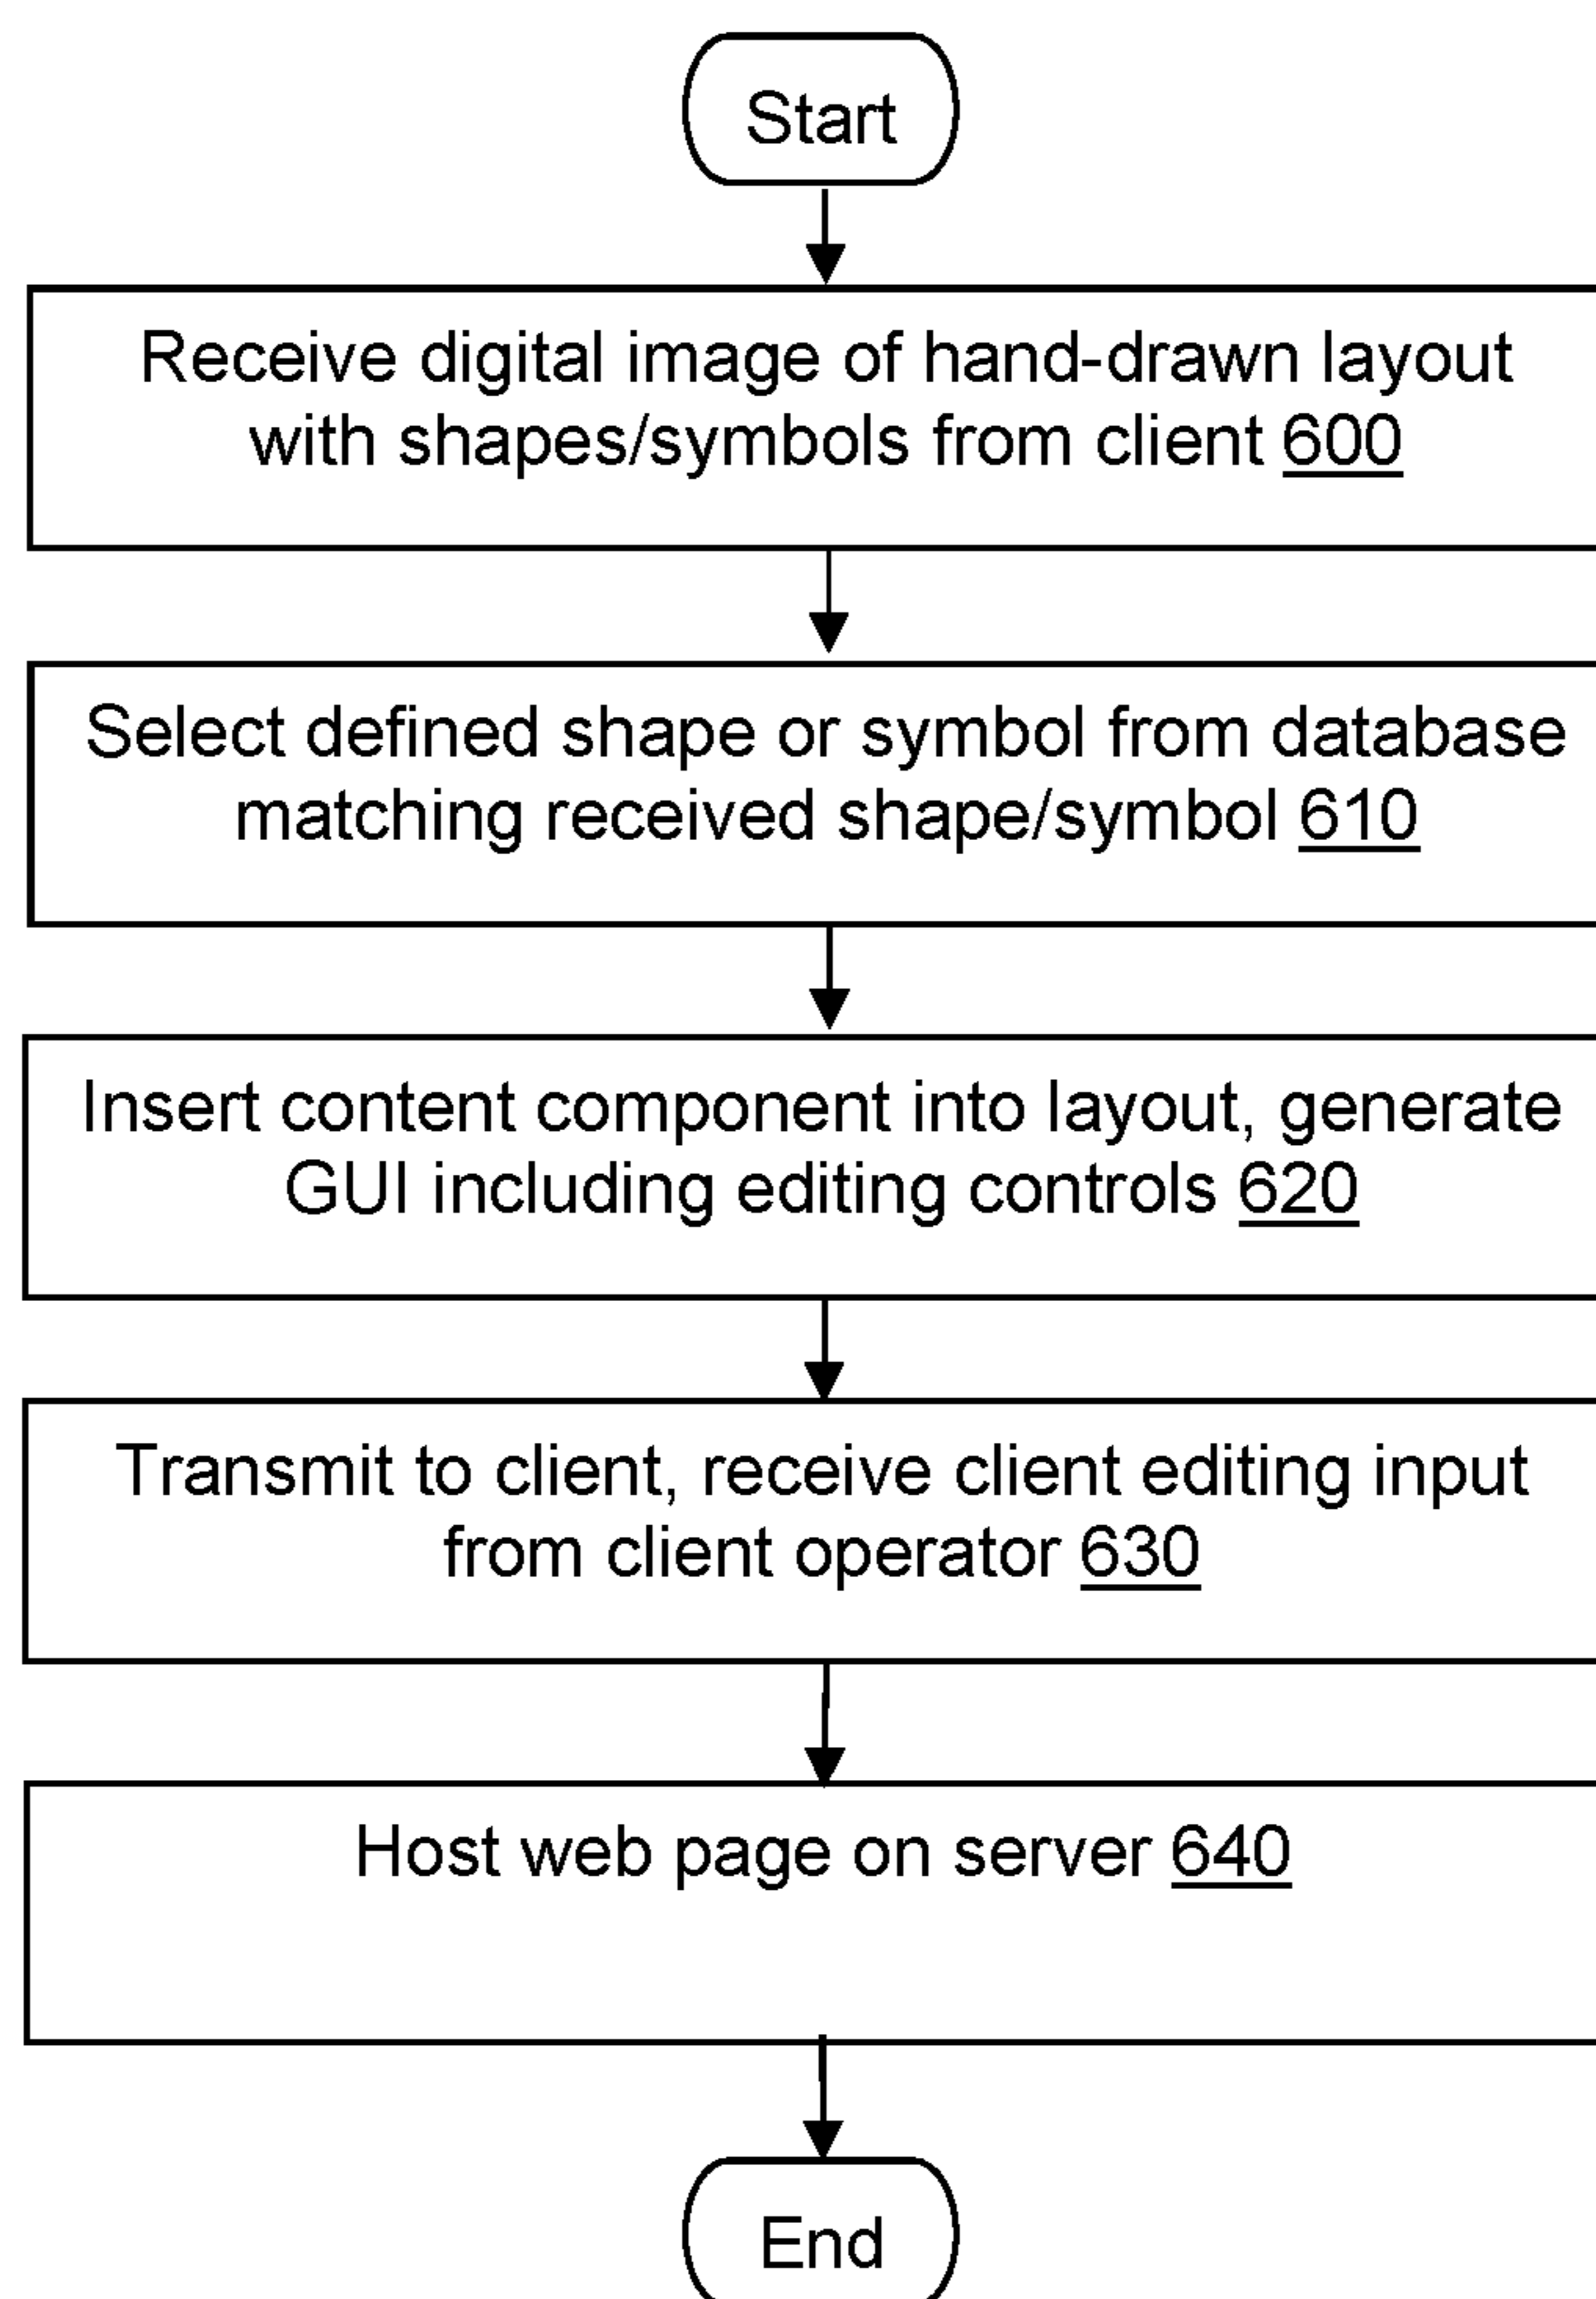 Start
Receive digital image of hand-drawn layout
with shapes/symbols from client 600
Select defined shape or symbol from database
matching received shape/symbol 610
Insert content component into layout, generate
GUI including editing controls 620
Transmit to client, receive client editing input
from client operator 630
Host web page on server 640
End